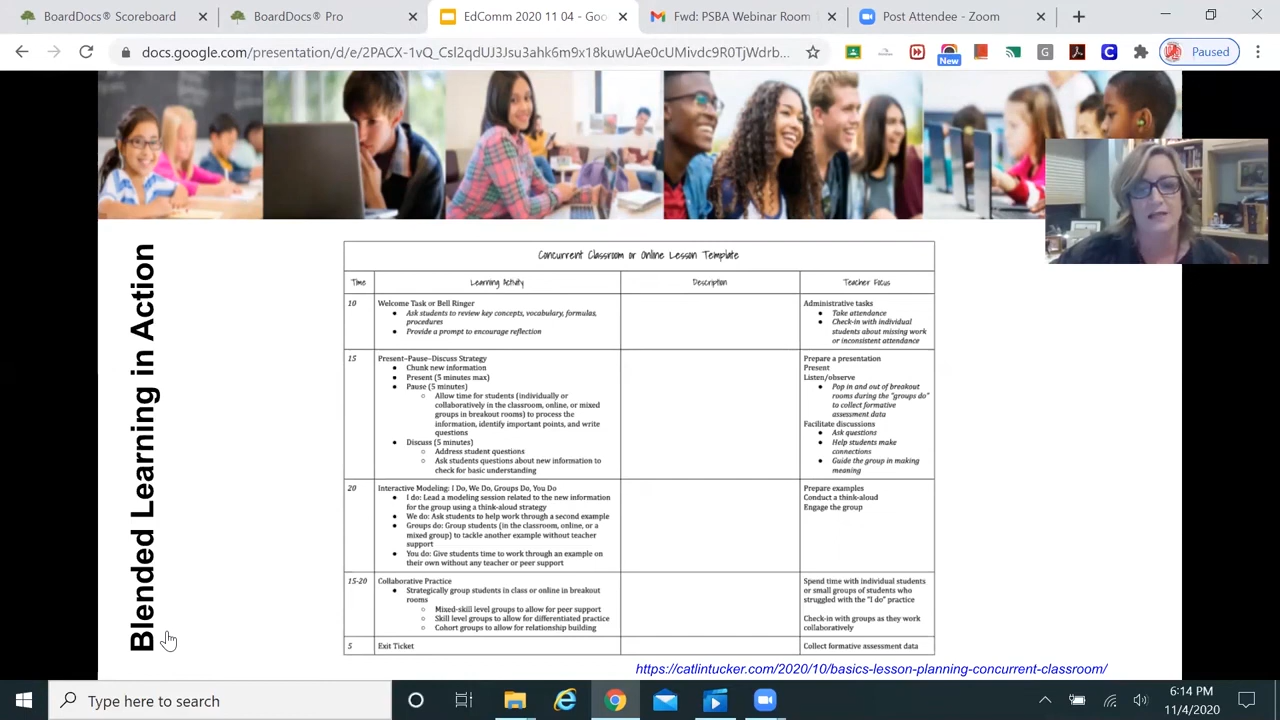 BoardDocs® School
BoardDocs® Pro
EdComm 2020 11 04 - Goo
Fwd: PSBA Webinar Room T
Post Attendee - Zoom
docs.google.com/presentation/d/e/2PACX-1vQ_CsI2qdUJ3Jsu3ahk6m9x18kuwUAe0cUMivdc9R0TjWdrb...
New
Paused
Blended Learning in Action
Concurrent Classroom or Online Lesson Template
Time Learning Activity Description Teacher Focus
10 Welcome Task or Bell Ringer
● Ask students to review key concepts, vocabulary, formulas,
procedures
● Provide a prompt to encourage reflection
Administrative tasks
● Take attendance
● Check-in with individual
students about missing work
or inconsistent attendance
15 Present–Pause–Discuss Strategy
● Chunk new information
● Present (5 minutes max)
● Pause (5 minutes)
○ Allow time for students (individually or
collaboratively in the classroom, online, or mixed
groups in breakout rooms) to process the
information, identify important points, and write
questions
● Discuss (5 minutes)
○ Address student questions
○ Ask students questions about new information to
check for basic understanding
Prepare a presentation
Present
Listen/observe
● Pop in and out of breakout
rooms during the "groups do"
to collect formative
assessment data
Facilitate discussions
● Ask questions
● Help students make
connections
● Guide the group in making
meaning
20 Interactive Modeling: I Do, We Do, Groups Do, You Do
● I do: Lead a modeling session related to the new information
for the group using a think-aloud strategy
● We do: Ask students to help work through a second example
● Groups do: Group students (in the classroom, online, or a
mixed group) to tackle another example without teacher
support
● You do: Give students time to work through an example on
their own without any teacher or peer support
Prepare examples
Conduct a think-aloud
Engage the group
15-20 Collaborative Practice
● Strategically group students in class or online in breakout
rooms
○ Mixed-skill level groups to allow for peer support
○ Skill level groups to allow for differentiated practice
○ Cohort groups to allow for relationship building
Spend time with individual students
or small groups of students who
struggled with the "I do" practice
Check-in with groups as they work
collaboratively
5 Exit Ticket Collect formative assessment data
https://catlintucker.com/2020/10/basics-lesson-planning-concurrent-classroom/
Type here to search
6:14 PM
11/4/2020